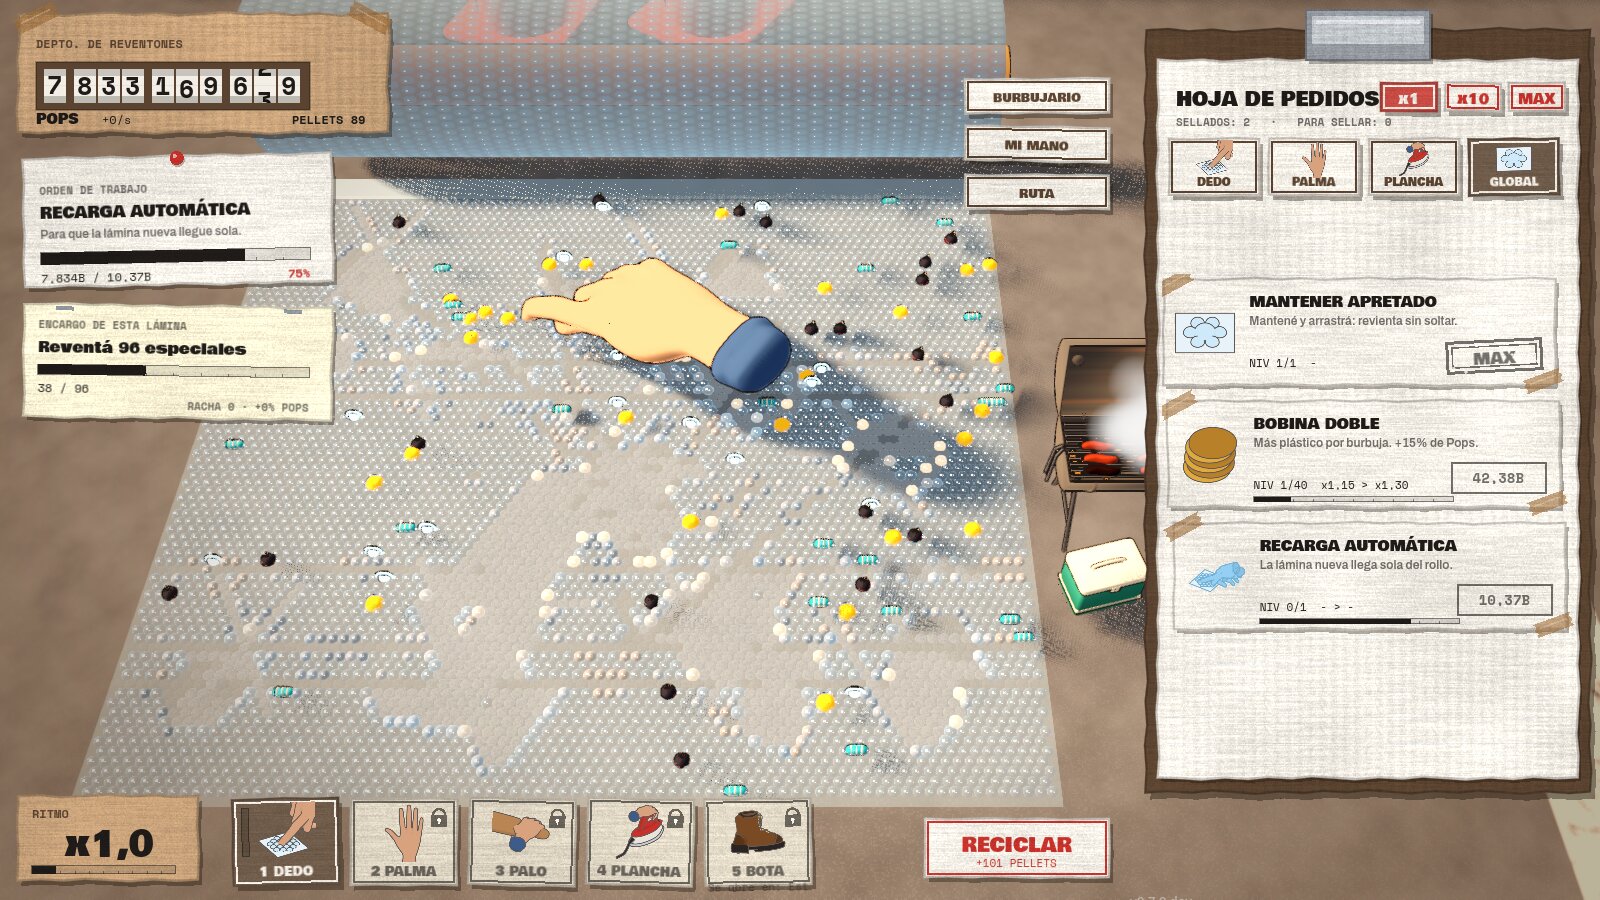 DEPTO. DE REVENTONES
7 833 169 6 9
POPS +0/s PELLETS 89
ORDEN DE TRABAJO
RECARGA AUTOMÁTICA
Para que la lámina nueva llegue sola.
7,834B / 10,37B 75%
ENCARGO DE ESTA LÁMINA
Reventá 96 especiales
38 / 96
RACHA 0 · +0% POPS
BURBUJARIO
MI MANO
RUTA
HOJA DE PEDIDOS x1 x10 MAX
SELLADOS: 2 · PARA SELLAR: 0
DEDO PALMA PLANCHA GLOBAL
MANTENER APRETADO
Mantené y arrastrá: revienta sin soltar.
NIV 1/1 - MAX
BOBINA DOBLE
Más plástico por burbuja. +15% de Pops.
NIV 1/40 x1,15 > x1,30 42,38B
RECARGA AUTOMÁTICA
La lámina nueva llega sola del rollo.
NIV 0/1 - > - 10,37B
RITMO
x1,0
1 DEDO 2 PALMA 3 PALO 4 PLANCHA 5 BOTA
RECICLAR
+101 PELLETS